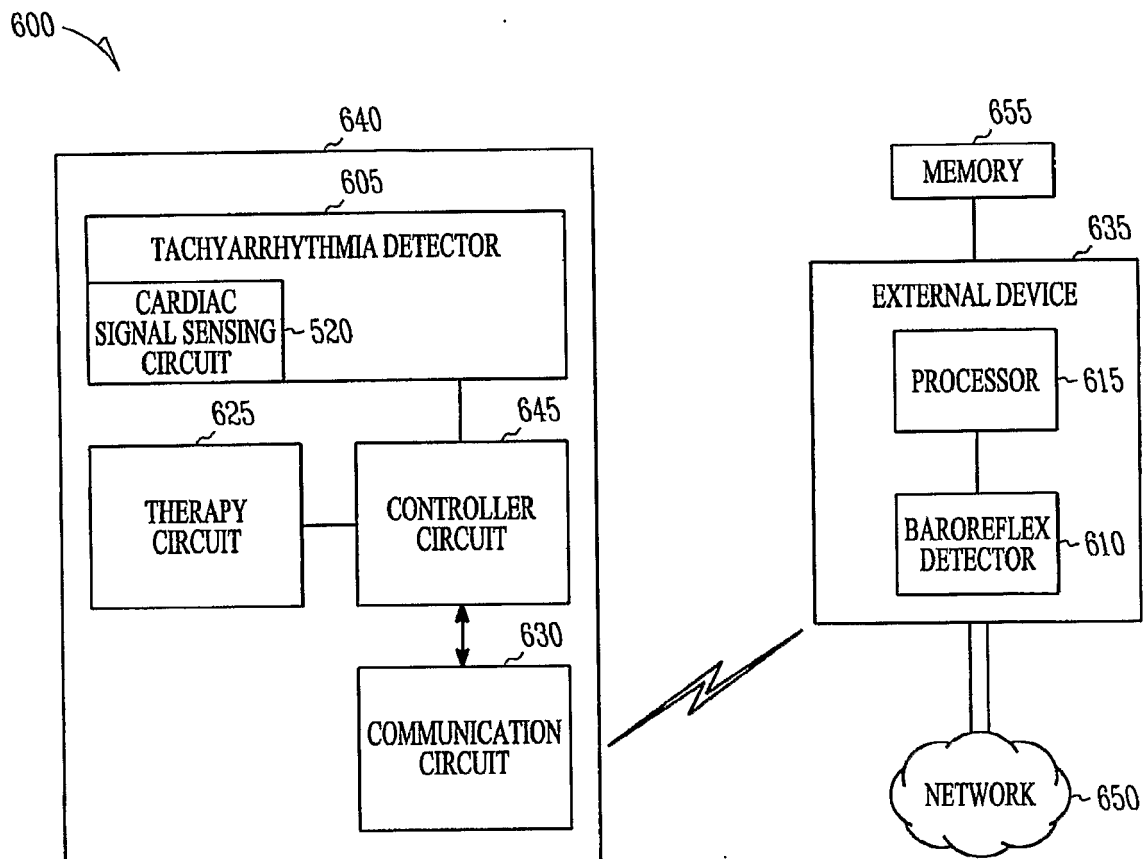 600
640
605
TACHYARRHYTHMIA DETECTOR
CARDIAC
SIGNAL SENSING
CIRCUIT
520
625
THERAPY
CIRCUIT
645
CONTROLLER
CIRCUIT
630
COMMUNICATION
CIRCUIT
655
MEMORY
635
EXTERNAL DEVICE
PROCESSOR
615
BAROREFLEX
DETECTOR
610
NETWORK
650